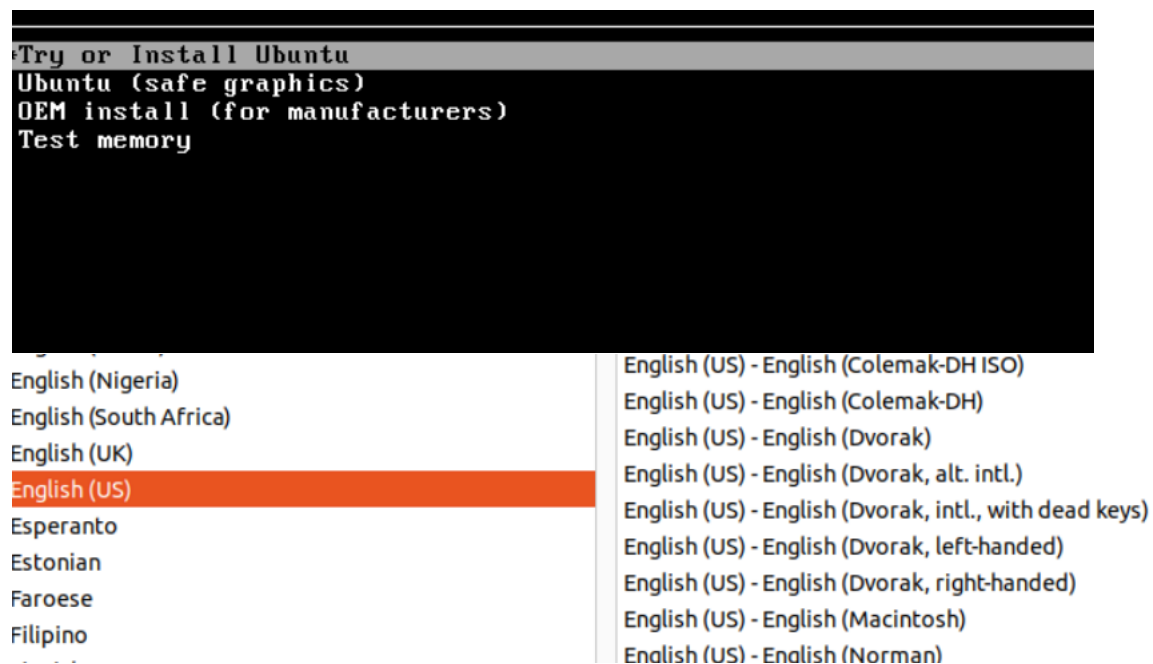 *Try or Install Ubuntu
Ubuntu (safe graphics)
OEM install (for manufacturers)
Test memory
English (Nigeria)
English (South Africa)
English (UK)
English (US)
Esperanto
Estonian
Faroese
Filipino
English (US) - English (Colemak-DH ISO)
English (US) - English (Colemak-DH)
English (US) - English (Dvorak)
English (US) - English (Dvorak, alt. intl.)
English (US) - English (Dvorak, intl., with dead keys)
English (US) - English (Dvorak, left-handed)
English (US) - English (Dvorak, right-handed)
English (US) - English (Macintosh)
English (US) - English (Norman)